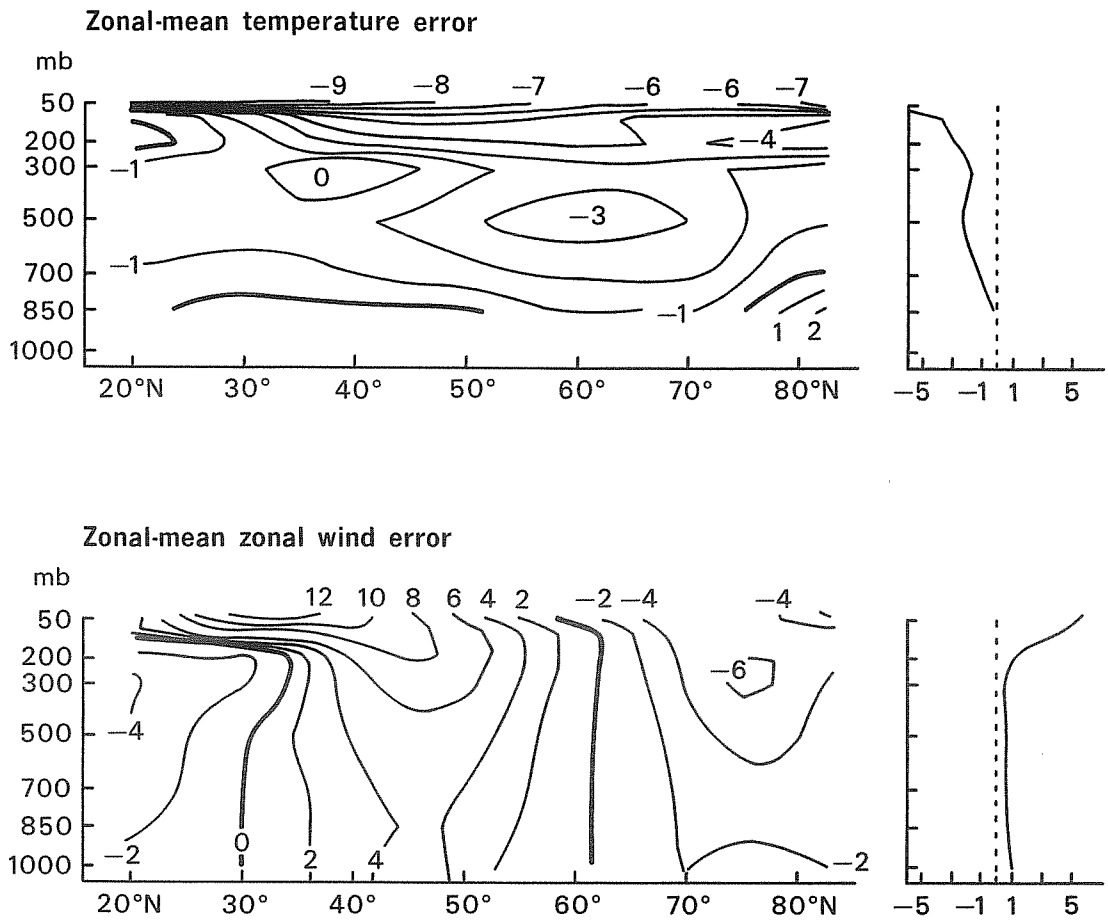 Zonal-mean temperature error
mb
−9 −8 −7 −6 −6 −7
50
200 −4
300
−1
0
500 −3
700 −1
850 −1 1 2
1000
20°N 30° 40° 50° 60° 70° 80°N
−5 −1 1 5
Zonal-mean zonal wind error
mb
12 10 8 6 4 2 −2 −4 −4
50
200
300 −6
500 −4
700
850
0 2 4
−2 −2
1000
20°N 30° 40° 50° 60° 70° 80°N
−5 −1 1 5